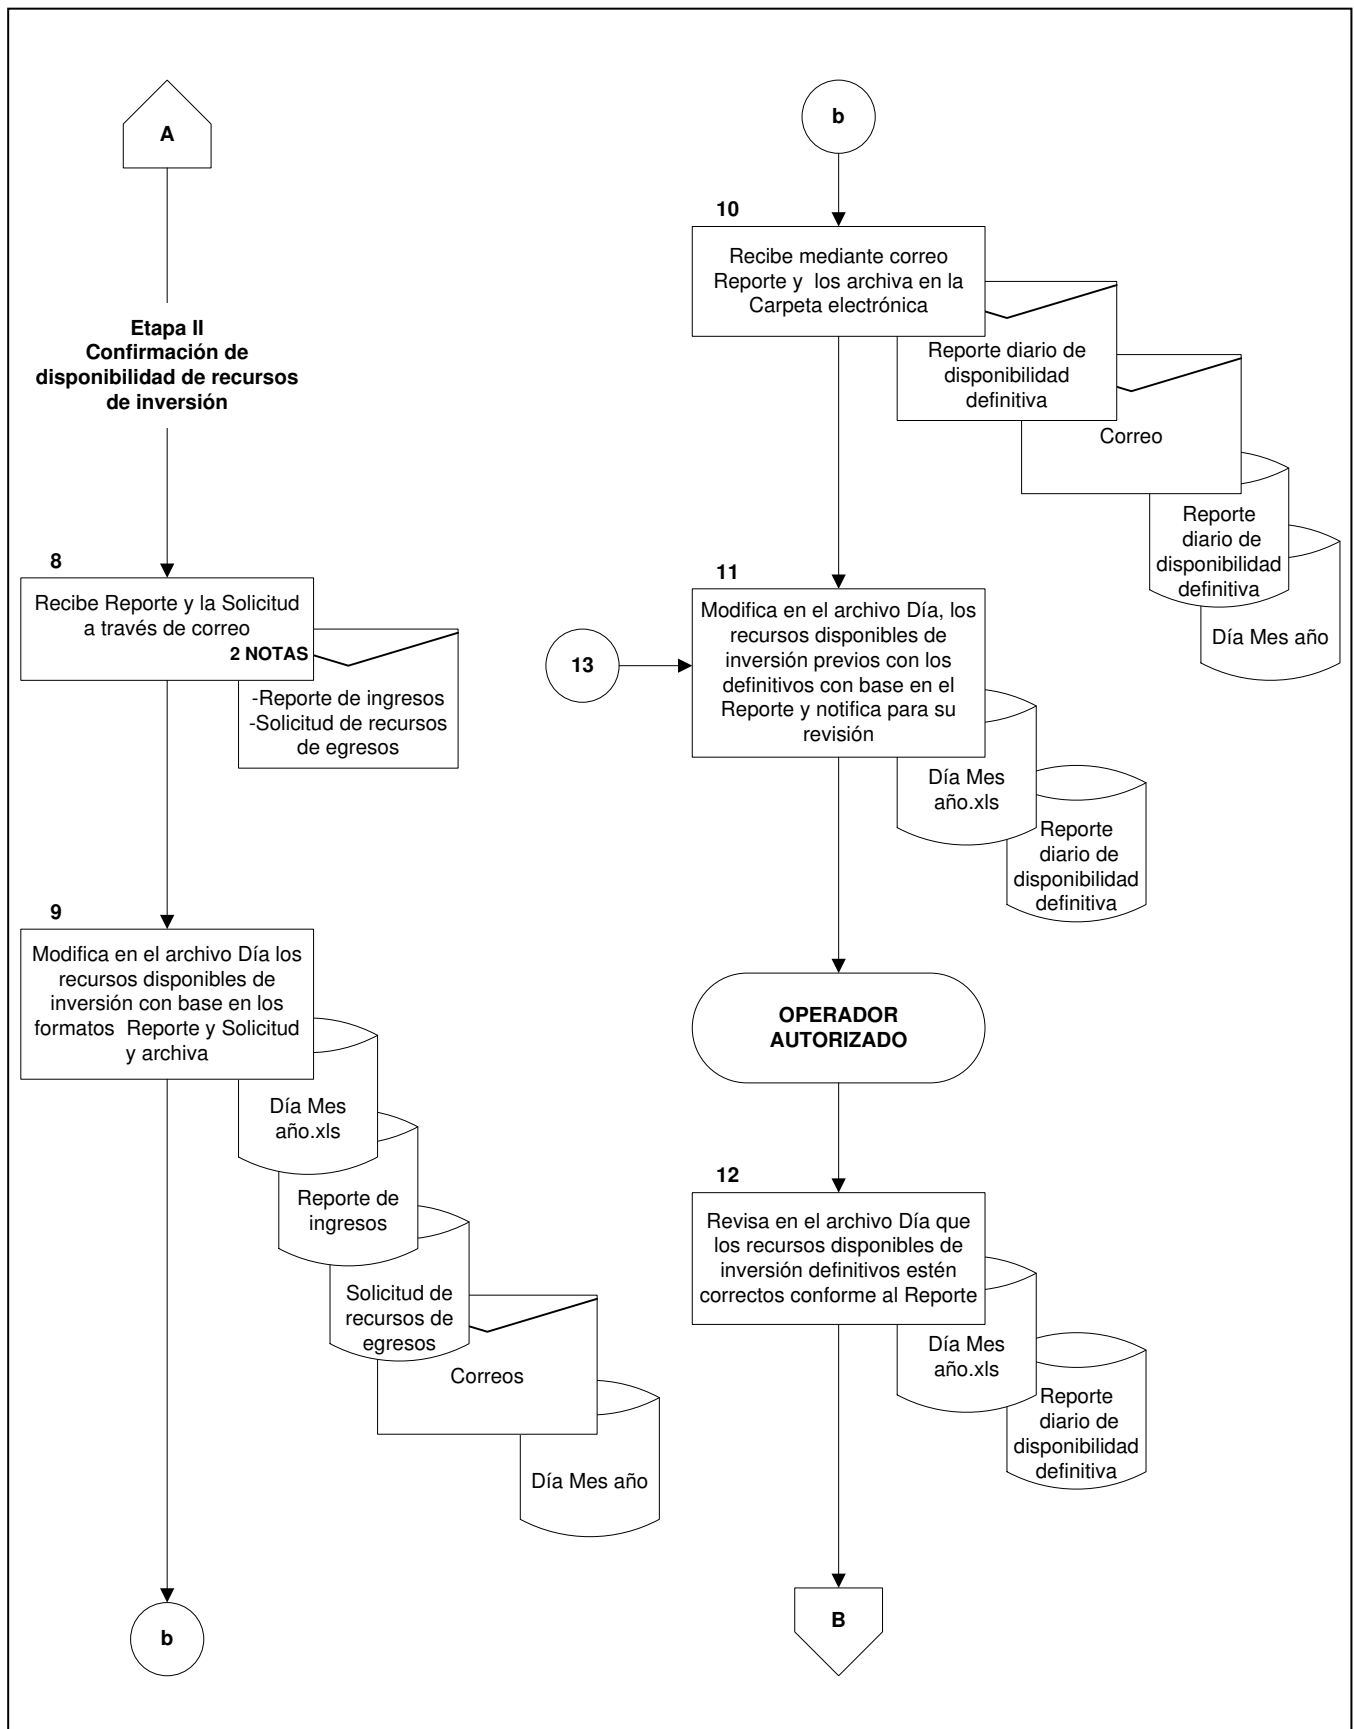 A
Etapa II
Confirmación de
disponibilidad de recursos
de inversión
8
Recibe Reporte y la Solicitud
a través de correo
2 NOTAS
-Reporte de ingresos
-Solicitud de recursos
de egresos
9
Modifica en el archivo Día los
recursos disponibles de
inversión con base en los
formatos Reporte y Solicitud
y archiva
Día Mes
año.xls
Reporte de
ingresos
Solicitud de
recursos de
egresos
Correos
Día Mes año
b
b
10
Recibe mediante correo
Reporte y los archiva en la
Carpeta electrónica
Reporte diario de
disponibilidad
definitiva
Correo
Reporte
diario de
disponibilidad
definitiva
Día Mes año
11
13
Modifica en el archivo Día, los
recursos disponibles de
inversión previos con los
definitivos con base en el
Reporte y notifica para su
revisión
Día Mes
año.xls
Reporte
diario de
disponibilidad
definitiva
OPERADOR
AUTORIZADO
12
Revisa en el archivo Día que
los recursos disponibles de
inversión definitivos estén
correctos conforme al Reporte
Día Mes
año.xls
Reporte
diario de
disponibilidad
definitiva
B